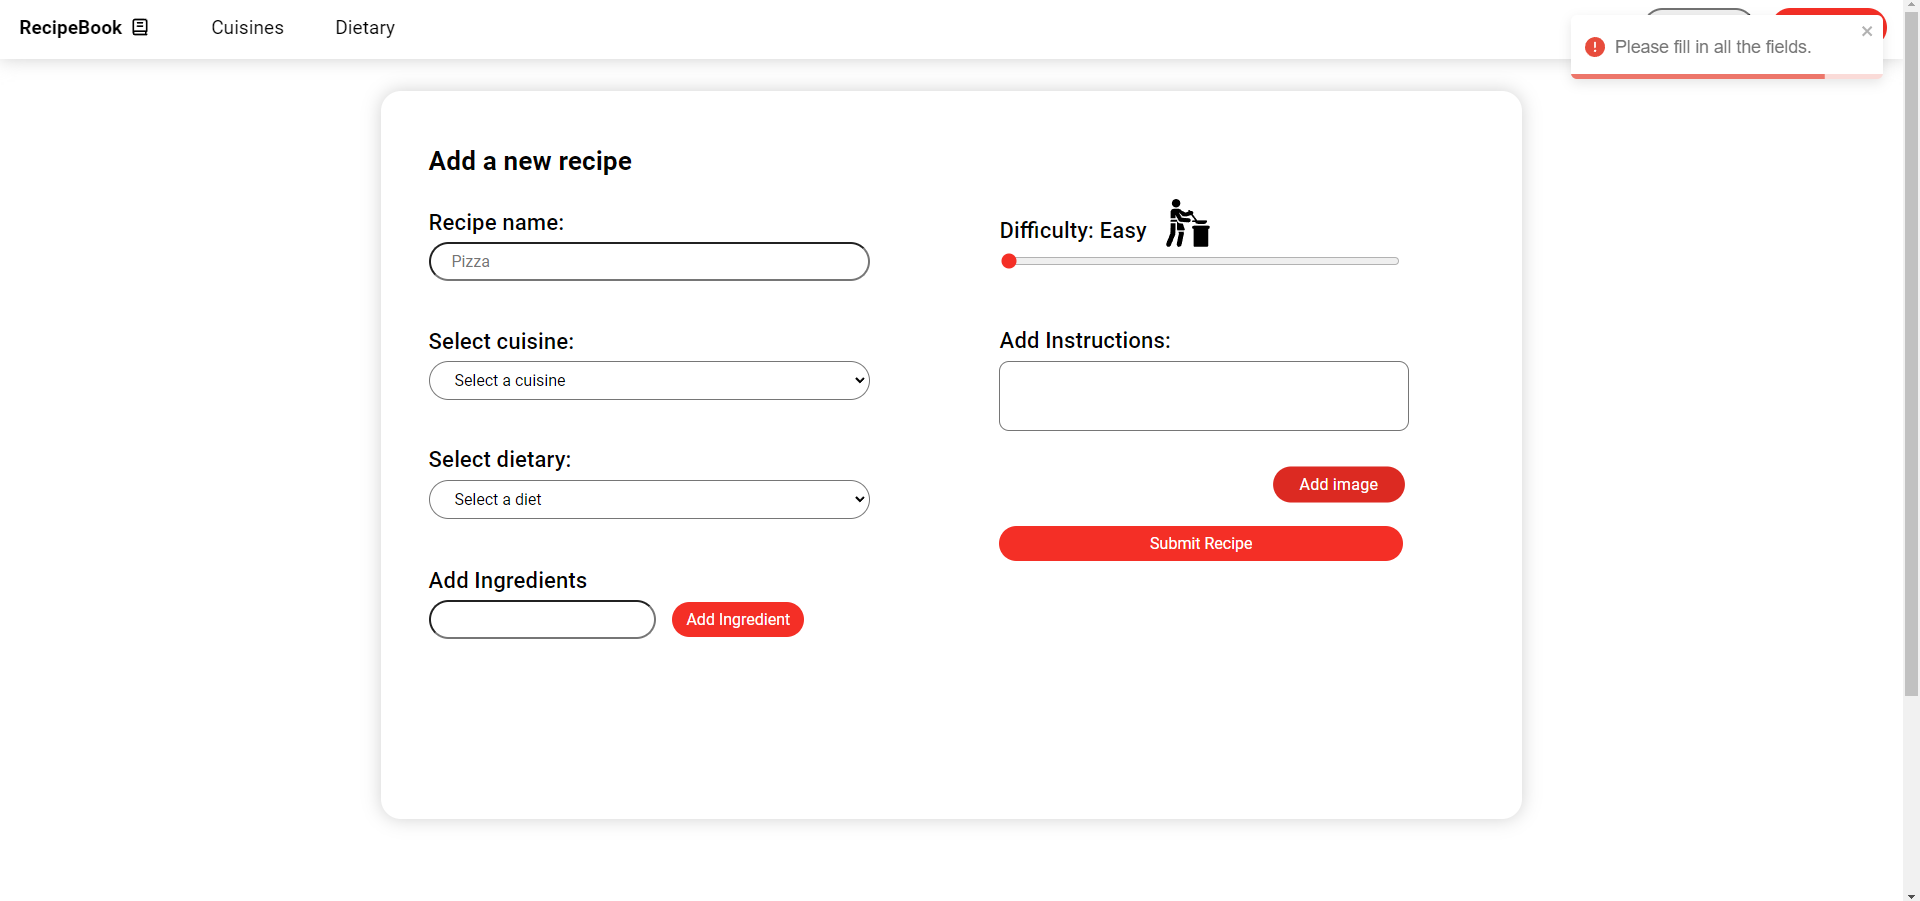 RecipeBook
Cuisines
Dietary
Please fill in all the fields.
Add a new recipe
Recipe name:
Pizza
Select cuisine:
Select a cuisine
Select dietary:
Select a diet
Add Ingredients
Add Ingredient
Difficulty: Easy
Add Instructions:
Add image
Submit Recipe